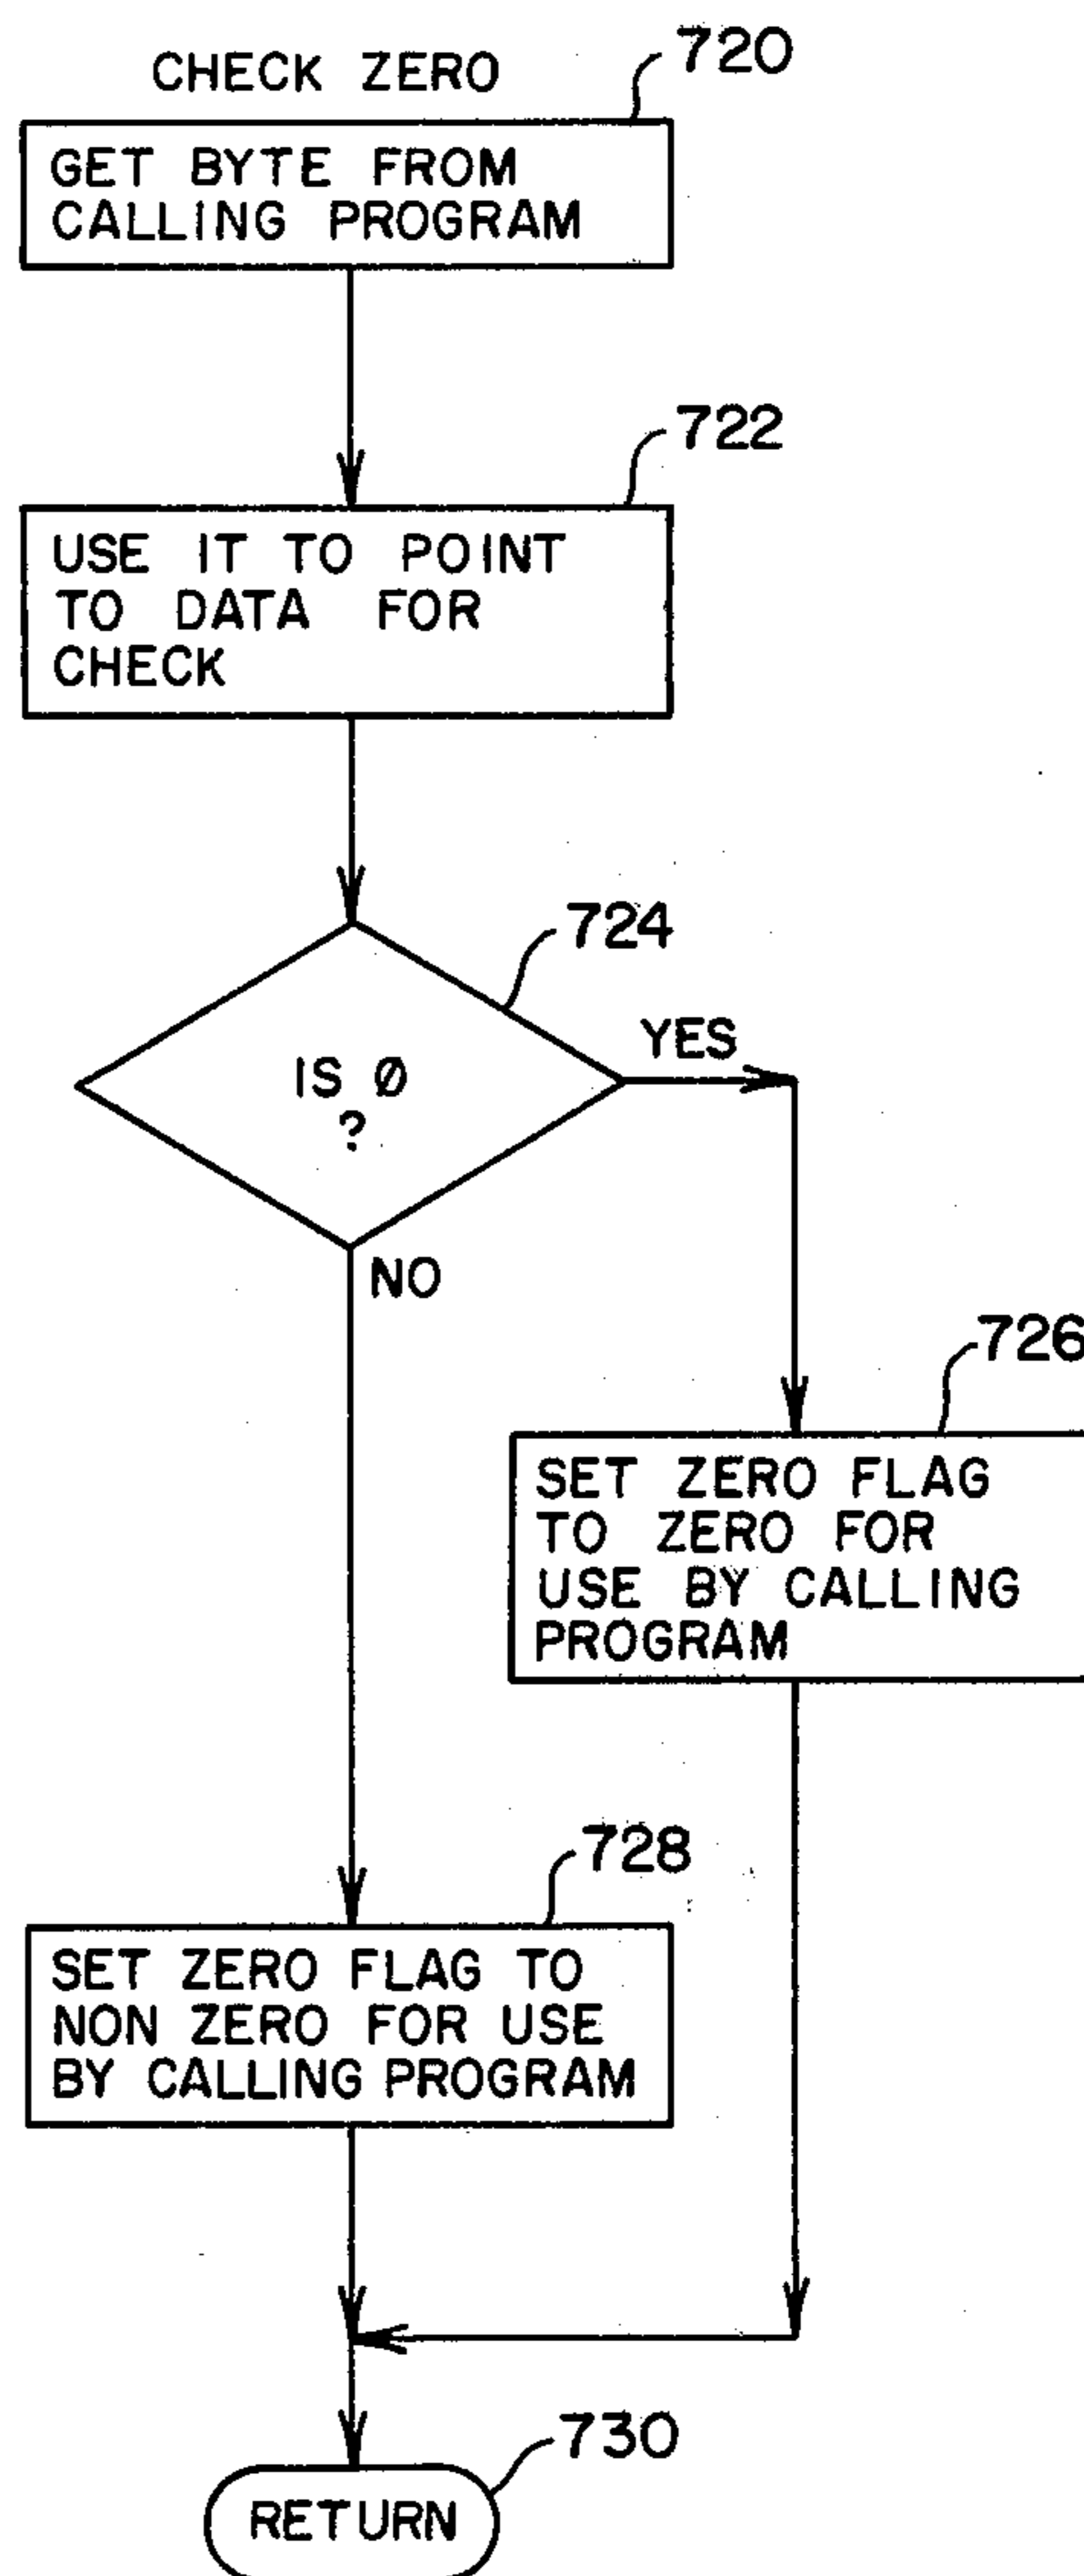 CHECK ZERO
720
GET BYTE FROM
CALLING PROGRAM
722
USE IT TO POINT
TO DATA FOR
CHECK
724
IS Ø
?
YES
NO
726
SET ZERO FLAG
TO ZERO FOR
USE BY CALLING
PROGRAM
728
SET ZERO FLAG TO
NON ZERO FOR USE
BY CALLING PROGRAM
730
RETURN